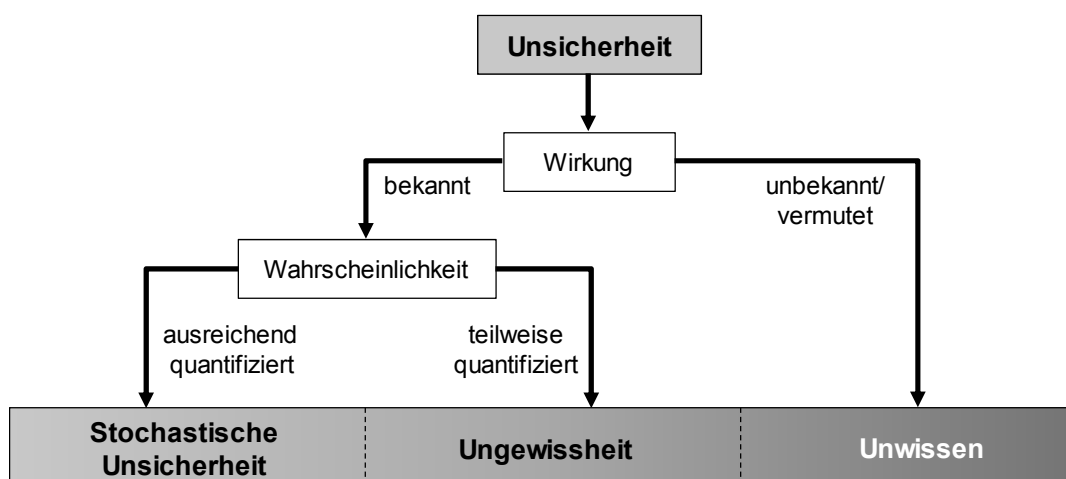 Unsicherheit
Wirkung
bekannt
unbekannt/
vermutet
Wahrscheinlichkeit
ausreichend
quantifiziert
teilweise
quantifiziert
Stochastische
Unsicherheit
Ungewissheit
Unwissen